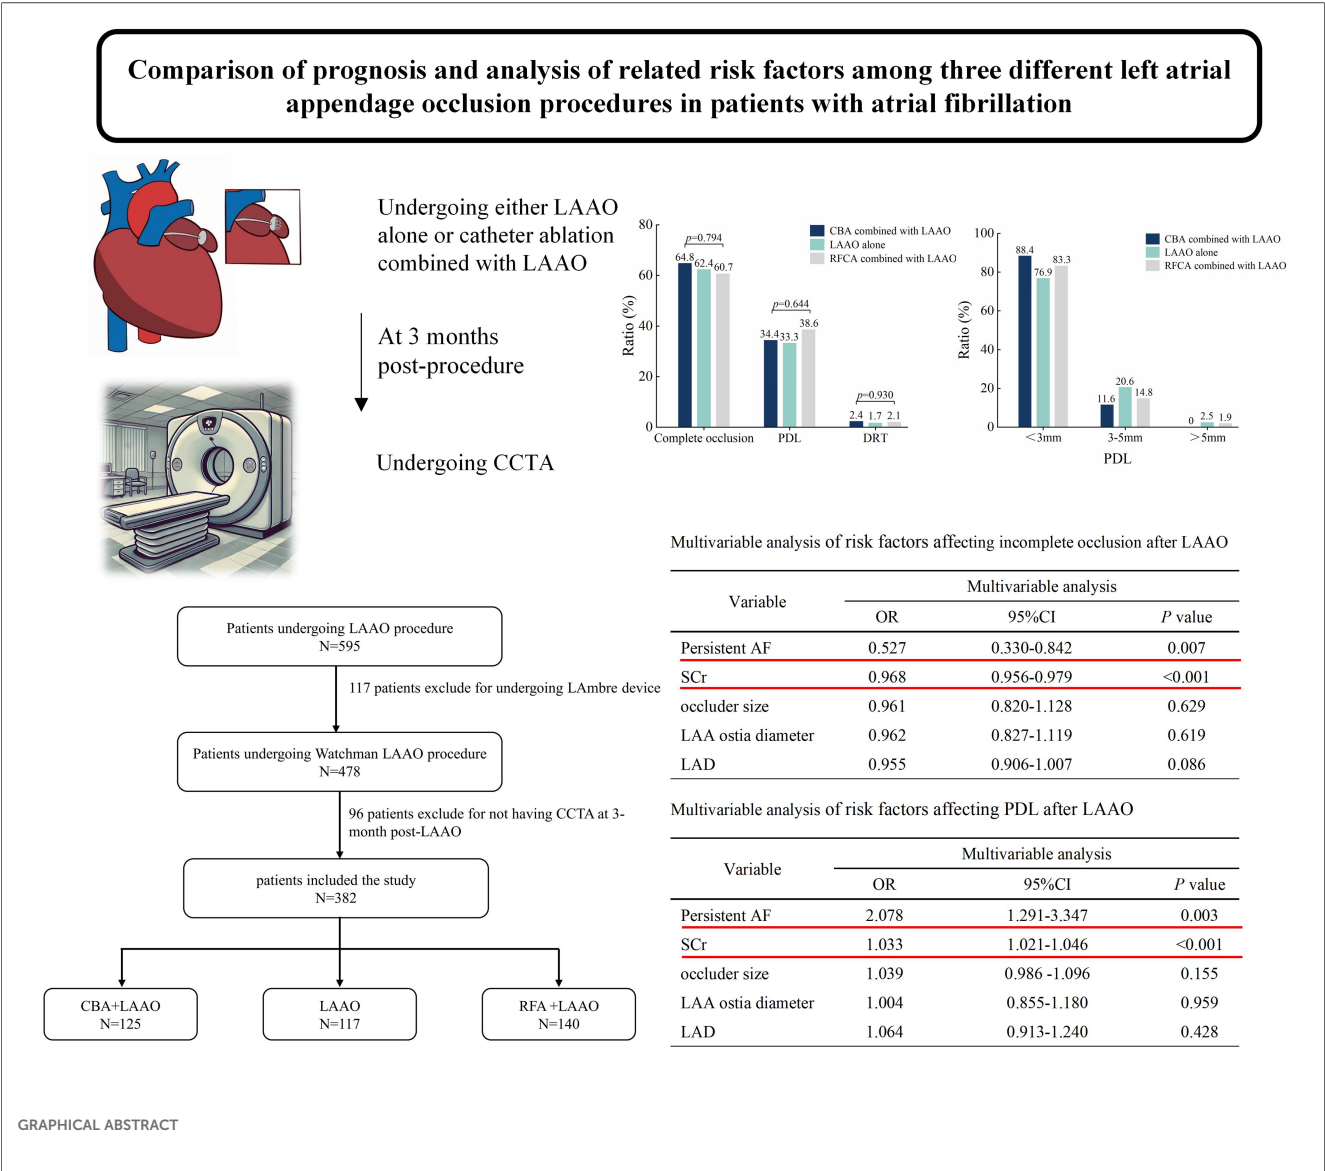 Comparison of prognosis and analysis of related risk factors among three different left atrial
appendage occlusion procedures in patients with atrial fibrillation
Undergoing either LAAO
alone or catheter ablation
combined with LAAO
At 3 months
post-procedure
Undergoing CCTA
80
60
40
20
0
Ratio (%)
CBA combined with LAAO
LAAO alone
RFCA combined with LAAO
p=0.794
64.8 62.4 60.7
p=0.644
34.4 33.3 38.6
p=0.930
2.4 1.7 2.1
Complete occlusion PDL DRT
100
80
60
40
20
0
Ratio (%)
CBA combined with LAAO
LAAO alone
RFCA combined with LAAO
88.4 76.9 83.3
11.6 20.6 14.8
0 2.5 1.9
<3mm 3-5mm >5mm
PDL
Patients undergoing LAAO procedure
N=595
117 patients exclude for undergoing LAmbre device
Patients undergoing Watchman LAAO procedure
N=478
96 patients exclude for not having CCTA at 3-
month post-LAAO
patients included the study
N=382
CBA+LAAO
N=125
LAAO
N=117
RFA +LAAO
N=140
Multivariable analysis of risk factors affecting incomplete occlusion after LAAO
Variable Multivariable analysis
OR 95%CI P value
Persistent AF 0.527 0.330-0.842 0.007
SCr 0.968 0.956-0.979 <0.001
occluder size 0.961 0.820-1.128 0.629
LAA ostia diameter 0.962 0.827-1.119 0.619
LAD 0.955 0.906-1.007 0.086
Multivariable analysis of risk factors affecting PDL after LAAO
Variable Multivariable analysis
OR 95%CI P value
Persistent AF 2.078 1.291-3.347 0.003
SCr 1.033 1.021-1.046 <0.001
occluder size 1.039 0.986 -1.096 0.155
LAA ostia diameter 1.004 0.855-1.180 0.959
LAD 1.064 0.913-1.240 0.428
GRAPHICAL ABSTRACT